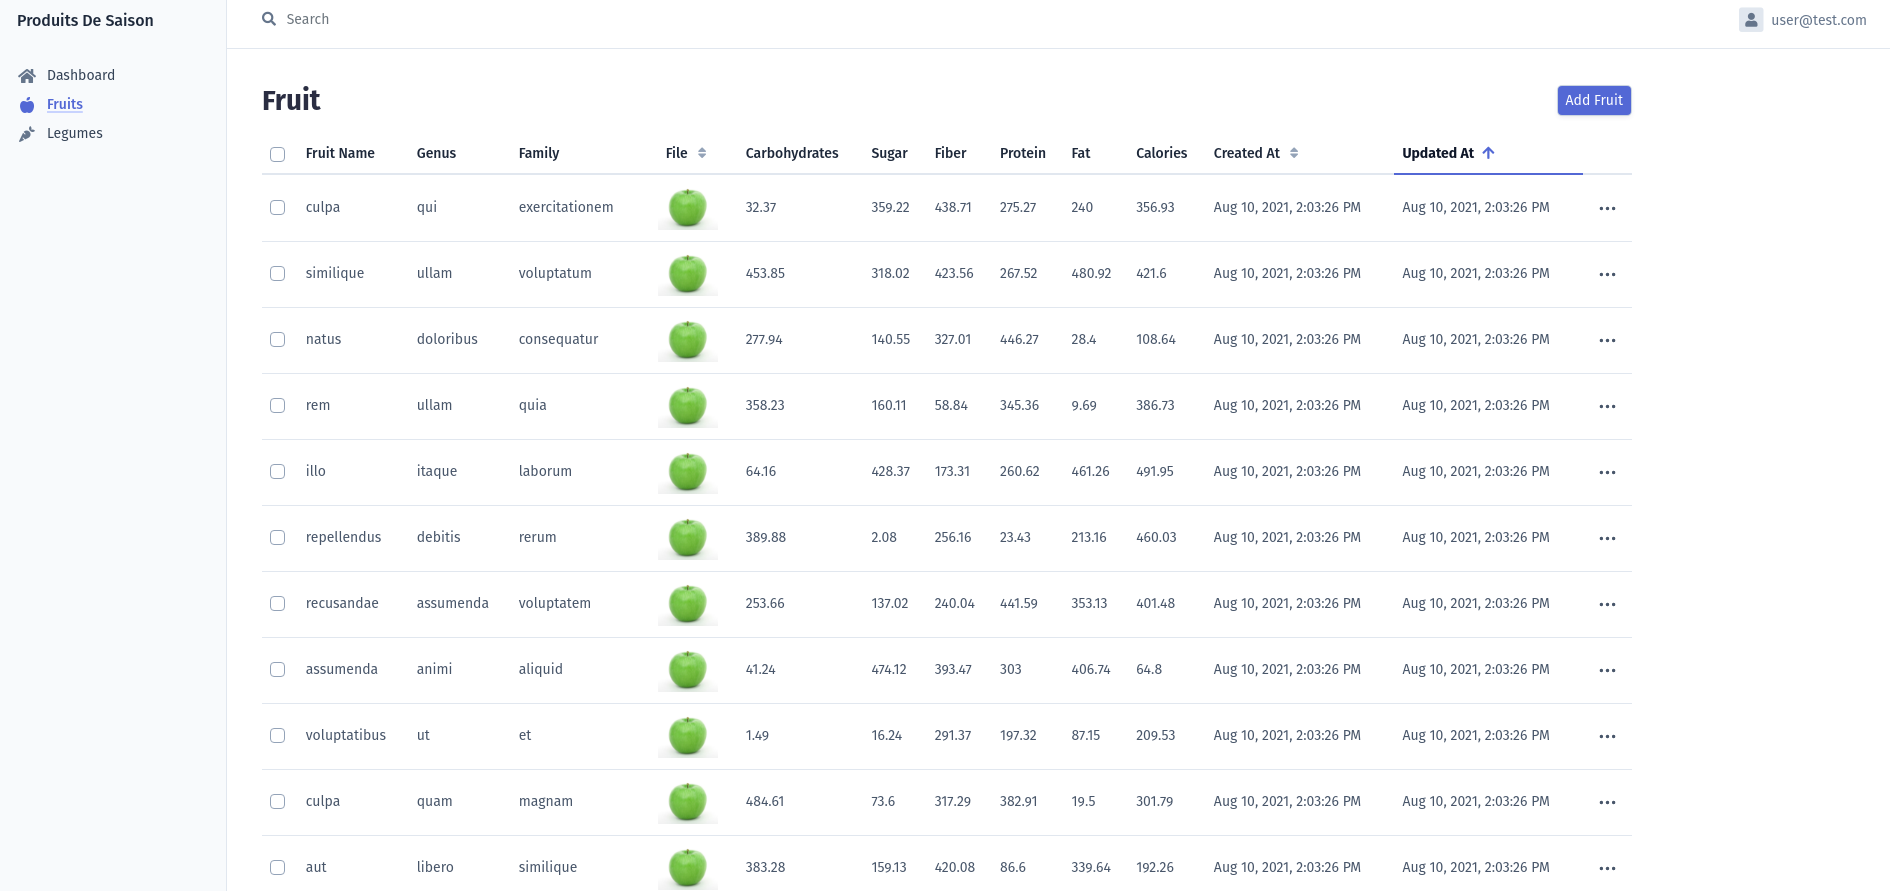 Produits De Saison
Search
user@test.com
Dashboard
Fruits
Legumes
Fruit
Add Fruit
Fruit Name Genus Family File Carbohydrates Sugar Fiber Protein Fat Calories Created At Updated At
culpa qui exercitationem 32.37 359.22 438.71 275.27 240 356.93 Aug 10, 2021, 2:03:26 PM Aug 10, 2021, 2:03:26 PM
similique ullam voluptatum 453.85 318.02 423.56 267.52 480.92 421.6 Aug 10, 2021, 2:03:26 PM Aug 10, 2021, 2:03:26 PM
natus doloribus consequatur 277.94 140.55 327.01 446.27 28.4 108.64 Aug 10, 2021, 2:03:26 PM Aug 10, 2021, 2:03:26 PM
rem ullam quia 358.23 160.11 58.84 345.36 9.69 386.73 Aug 10, 2021, 2:03:26 PM Aug 10, 2021, 2:03:26 PM
illo itaque laborum 64.16 428.37 173.31 260.62 461.26 491.95 Aug 10, 2021, 2:03:26 PM Aug 10, 2021, 2:03:26 PM
repellendus debitis rerum 389.88 2.08 256.16 23.43 213.16 460.03 Aug 10, 2021, 2:03:26 PM Aug 10, 2021, 2:03:26 PM
recusandae assumenda voluptatem 253.66 137.02 240.04 441.59 353.13 401.48 Aug 10, 2021, 2:03:26 PM Aug 10, 2021, 2:03:26 PM
assumenda animi aliquid 41.24 474.12 393.47 303 406.74 64.8 Aug 10, 2021, 2:03:26 PM Aug 10, 2021, 2:03:26 PM
voluptatibus ut et 1.49 16.24 291.37 197.32 87.15 209.53 Aug 10, 2021, 2:03:26 PM Aug 10, 2021, 2:03:26 PM
culpa quam magnam 484.61 73.6 317.29 382.91 19.5 301.79 Aug 10, 2021, 2:03:26 PM Aug 10, 2021, 2:03:26 PM
aut libero similique 383.28 159.13 420.08 86.6 339.64 192.26 Aug 10, 2021, 2:03:26 PM Aug 10, 2021, 2:03:26 PM